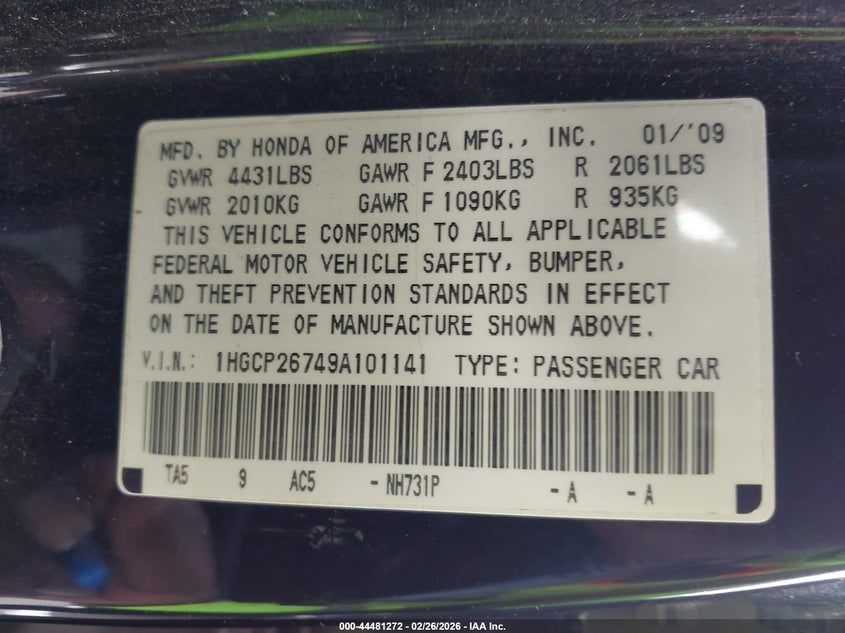 MFD. BY HONDA OF AMERICA MFG., INC. 01/'09
GVWR 4431LBS GAWR F 2403LBS R 2061LBS
GVWR 2010KG GAWR F 1090KG R 935KG
THIS VEHICLE CONFORMS TO ALL APPLICABLE
FEDERAL MOTOR VEHICLE SAFETY, BUMPER,
AND THEFT PREVENTION STANDARDS IN EFFECT
ON THE DATE OF MANUFACTURE SHOWN ABOVE.
V.I.N.: 1HGCP26749A101141 TYPE: PASSENGER CAR
TA5 9 AC5 - NH731P - A - A
000-44481272 - 02/26/2026 - IAA Inc.